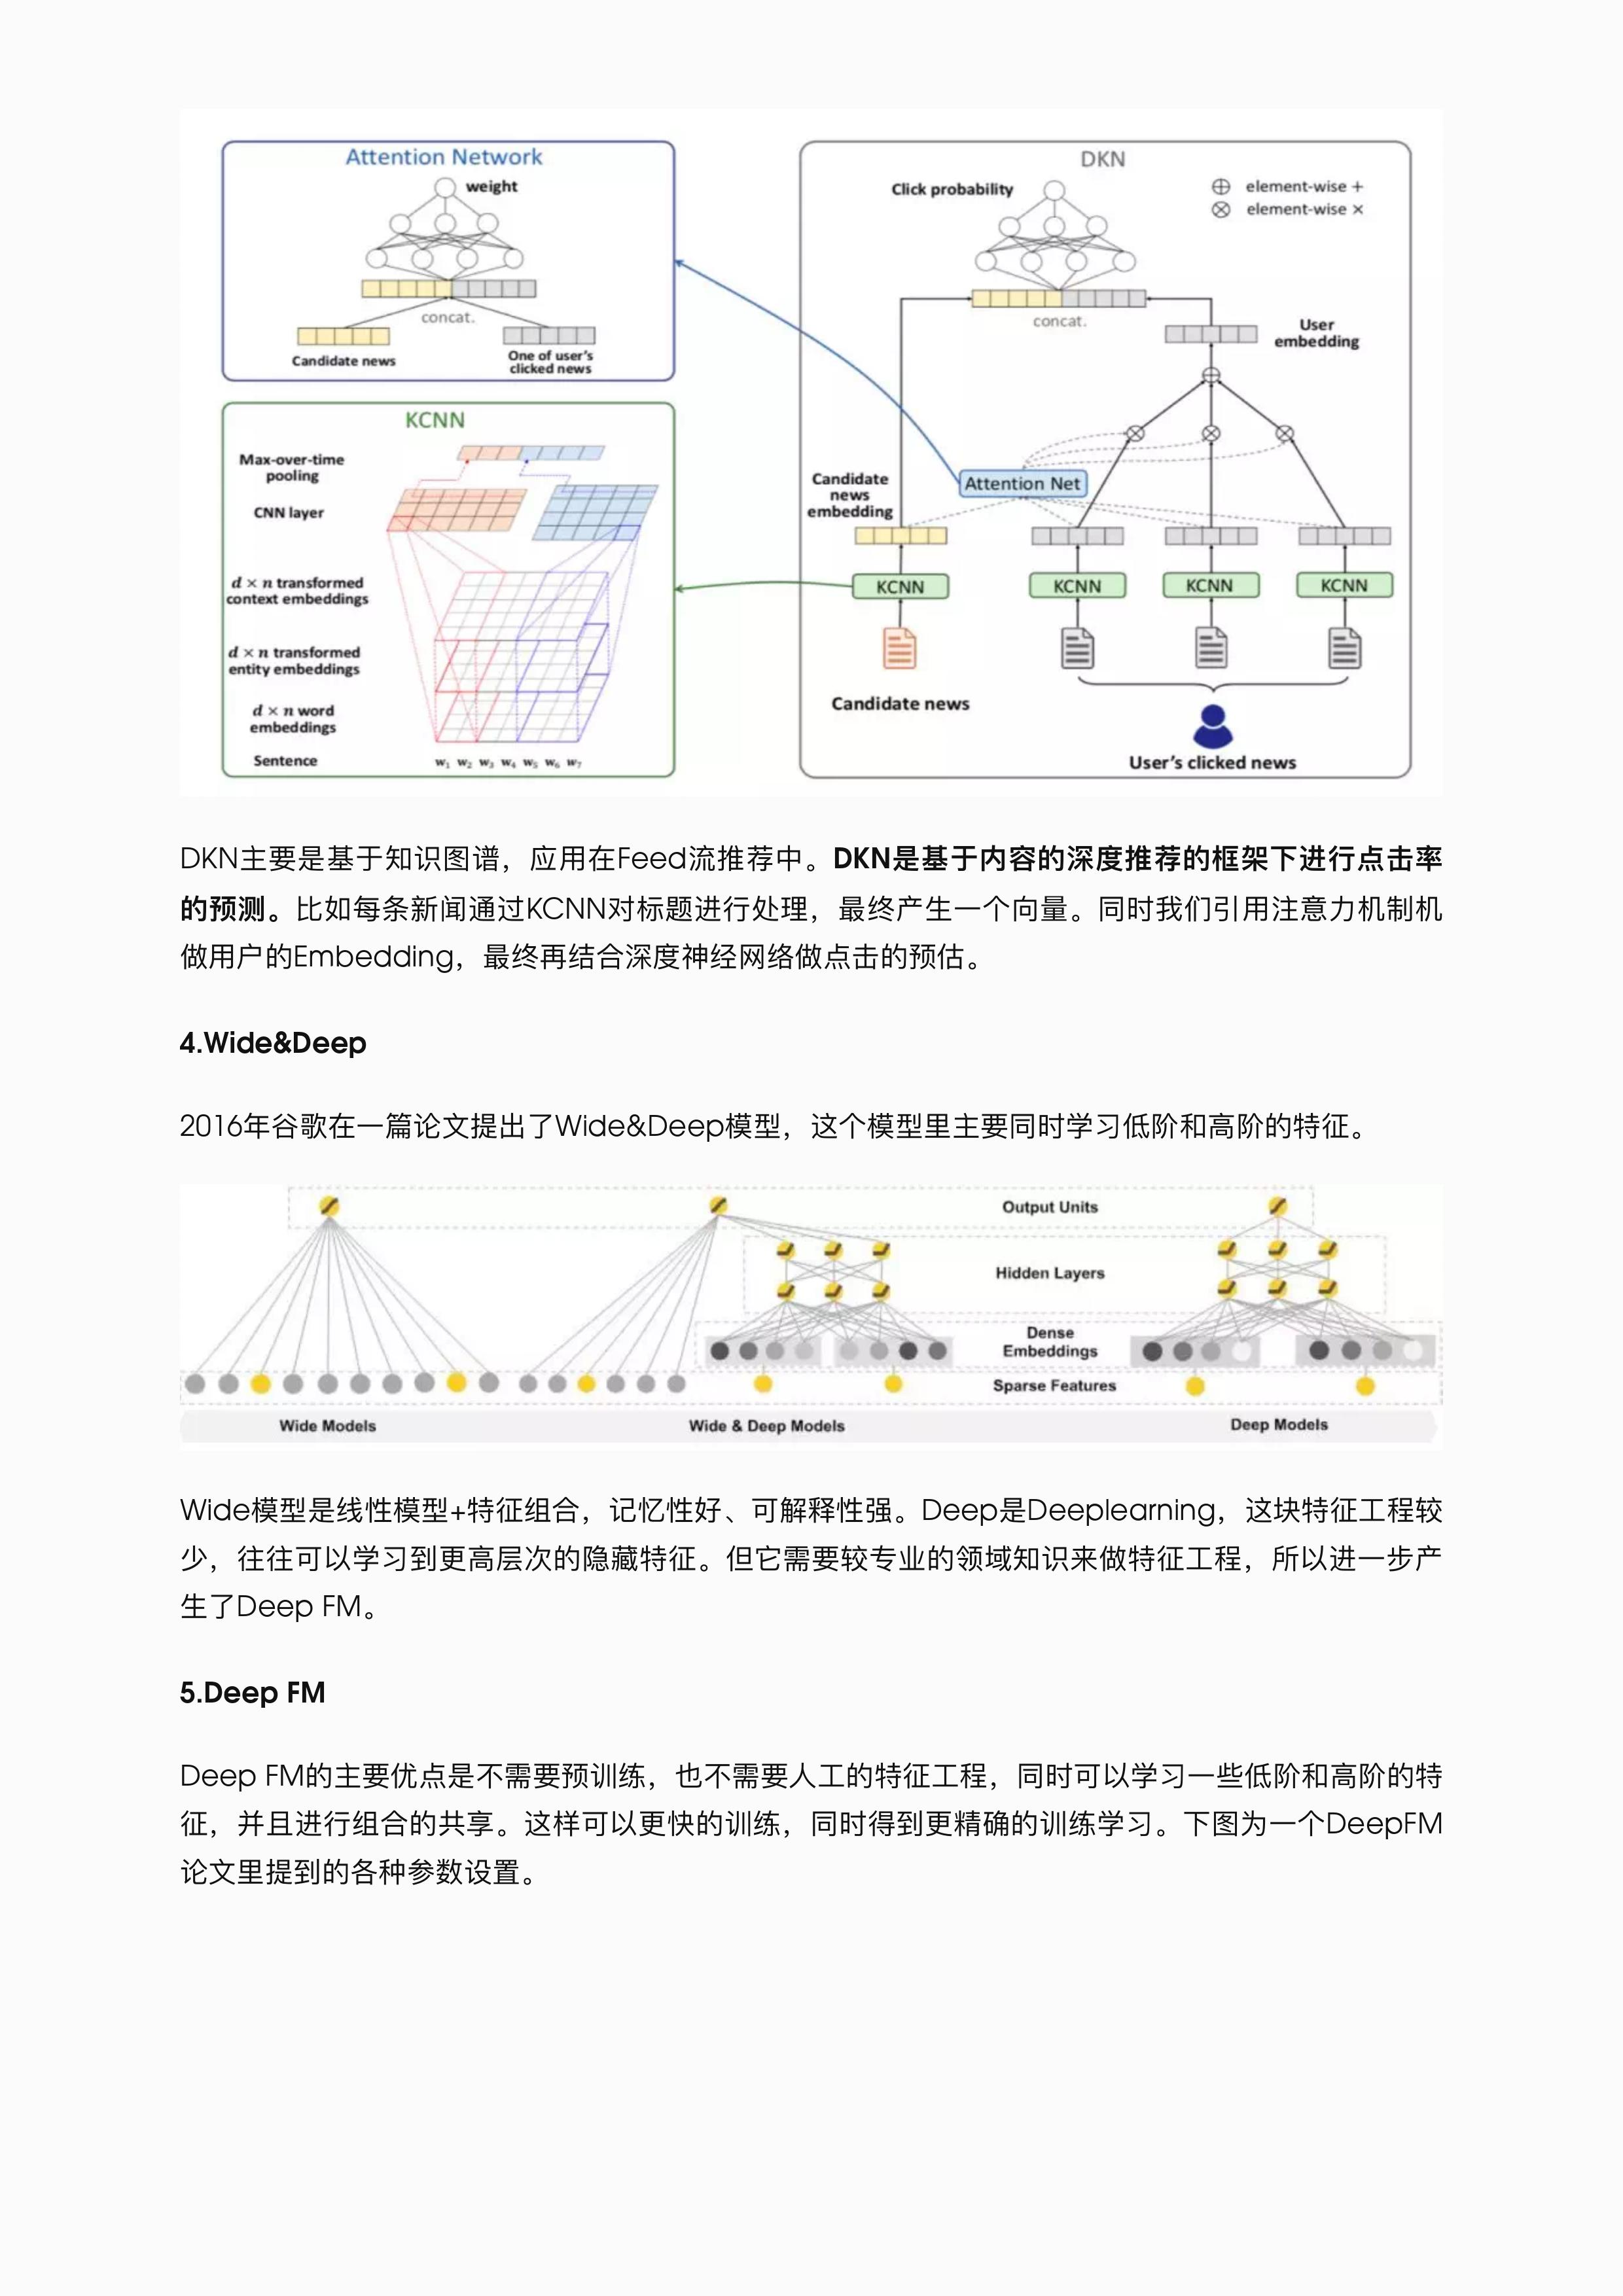 Attention Network
weight
concat.
Candidate news
One of user's
clicked news
KCNN
Max-over-time
pooling
CNN layer
d × n transformed
context embeddings
d × n transformed
entity embeddings
d × n word
embeddings
Sentence
w₁ w₂ w₃ w₄ w₅ w₆ w₇
DKN
Click probability
⊕ element-wise +
⊗ element-wise ×
concat.
User
embedding
Candidate
news
embedding
Attention Net
KCNN
KCNN
KCNN
KCNN
Candidate news
User's clicked news
DKN主要是基于知识图谱，应用在Feed流推荐中。DKN是基于内容的深度推荐的框架下进行点击率
的预测。比如每条新闻通过KCNN对标题进行处理，最终产生一个向量。同时我们引用注意力机制机
做用户的Embedding，最终再结合深度神经网络做点击的预估。
4.Wide&Deep
2016年谷歌在一篇论文提出了Wide&Deep模型，这个模型里主要同时学习低阶和高阶的特征。
Output Units
Hidden Layers
Dense
Embeddings
Sparse Features
Wide Models
Wide & Deep Models
Deep Models
Wide模型是线性模型+特征组合，记忆性好、可解释性强。Deep是Deeplearning，这块特征工程较
少，往往可以学习到更高层次的隐藏特征。但它需要较专业的领域知识来做特征工程，所以进一步产
生了Deep FM。
5.Deep FM
Deep FM的主要优点是不需要预训练，也不需要人工的特征工程，同时可以学习一些低阶和高阶的特
征，并且进行组合的共享。这样可以更快的训练，同时得到更精确的训练学习。下图为一个DeepFM
论文里提到的各种参数设置。